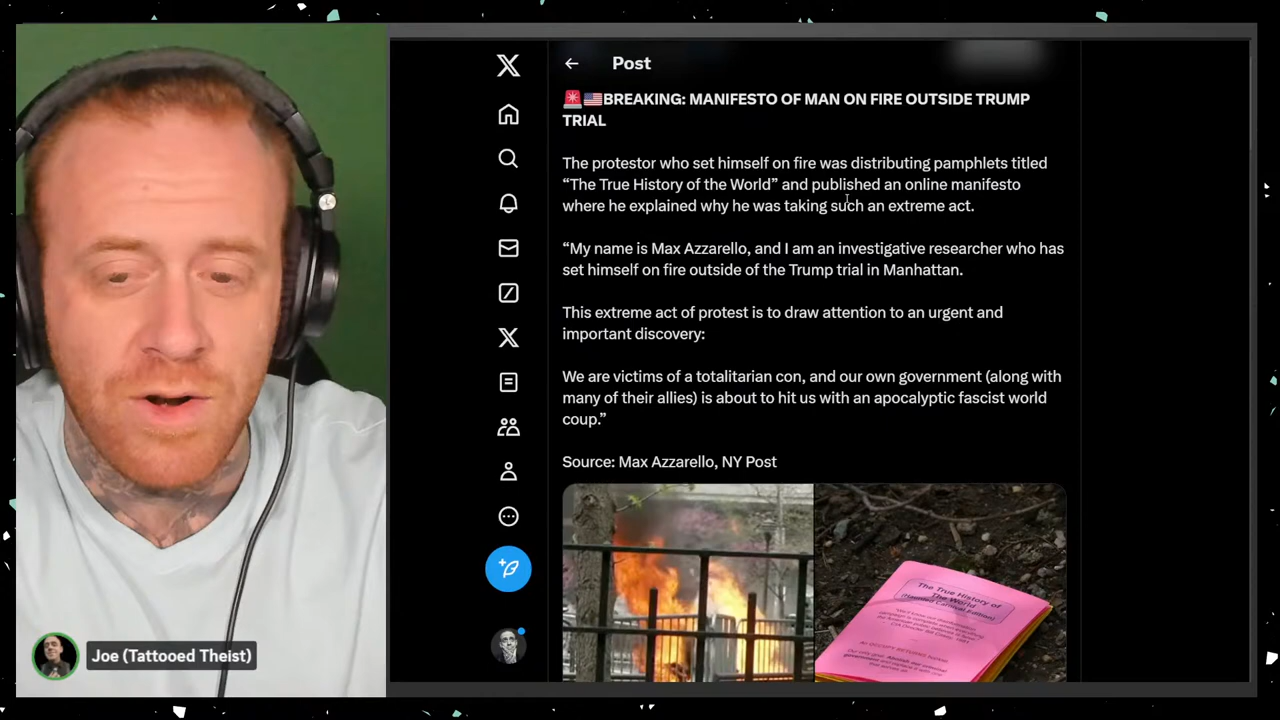 Post
BREAKING: MANIFESTO OF MAN ON FIRE OUTSIDE TRUMP
TRIAL
The protestor who set himself on fire was distributing pamphlets titled
“The True History of the World” and published an online manifesto
where he explained why he was taking such an extreme act.
“My name is Max Azzarello, and I am an investigative researcher who has
set himself on fire outside of the Trump trial in Manhattan.
This extreme act of protest is to draw attention to an urgent and
important discovery:
We are victims of a totalitarian con, and our own government (along with
many of their allies) is about to hit us with an apocalyptic fascist world
coup.”
Source: Max Azzarello, NY Post
The True History of
The World
(Haunted Carnival Edition)
Joe (Tattooed Theist)